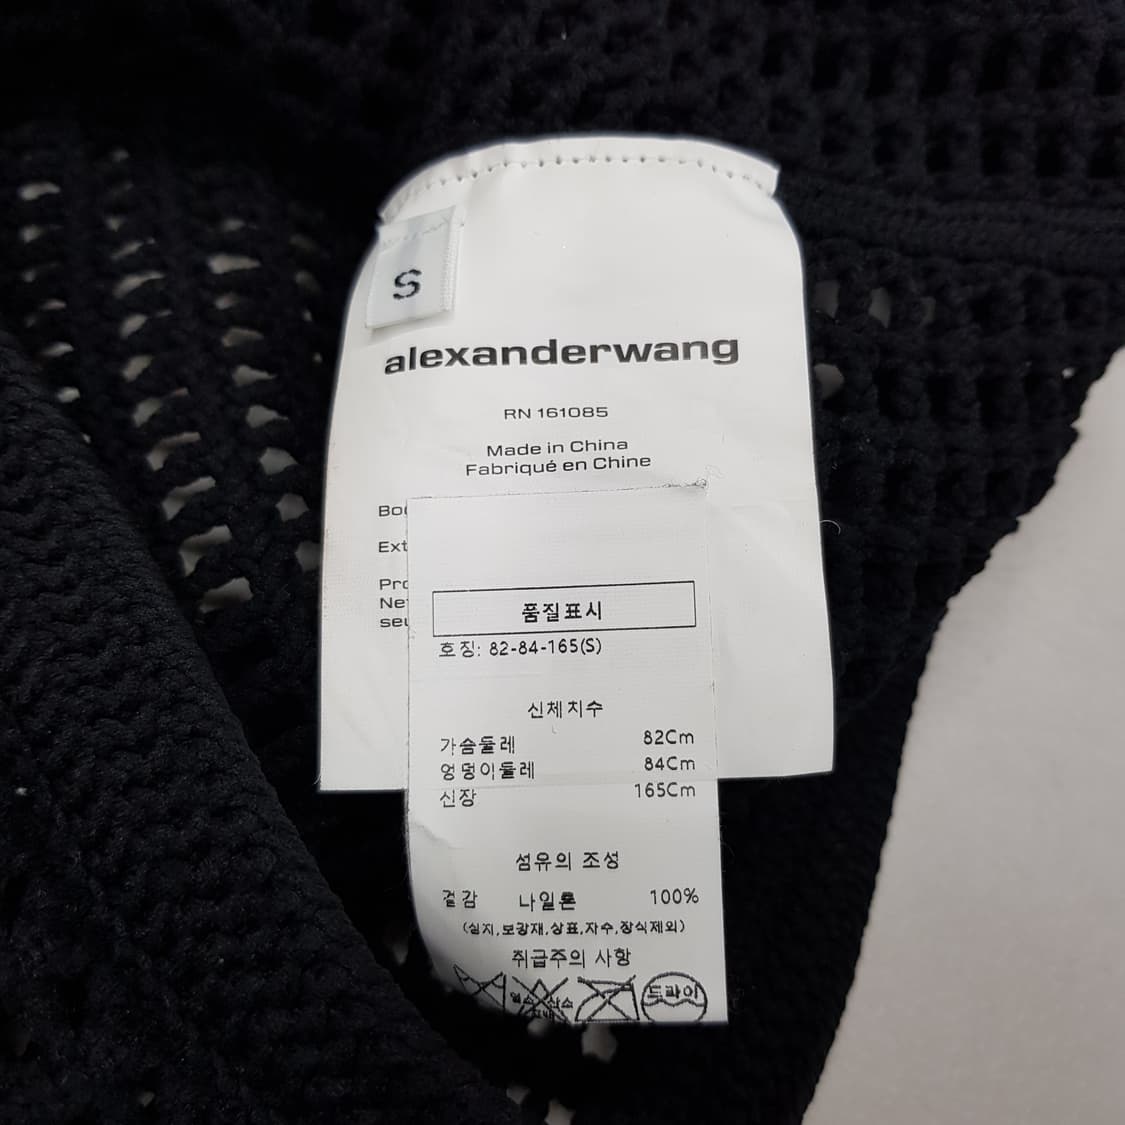 S
alexanderwang
RN 161085
Made in China
Fabriqué en Chine
품질표시
호징: 82-84-165(S)
신체치수
가슴둘레 82Cm
엉덩이둘레 84Cm
신장 165Cm
섬유의 조성
겉감 나일론 100%
(심지,보강재,상표,자수,장식제외)
취급주의 사항
드라이